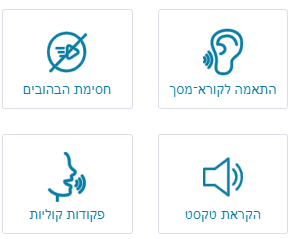 התאמה לקורא־מסך
חסימת הבהובים
הקראת טקסט
פקודות קוליות